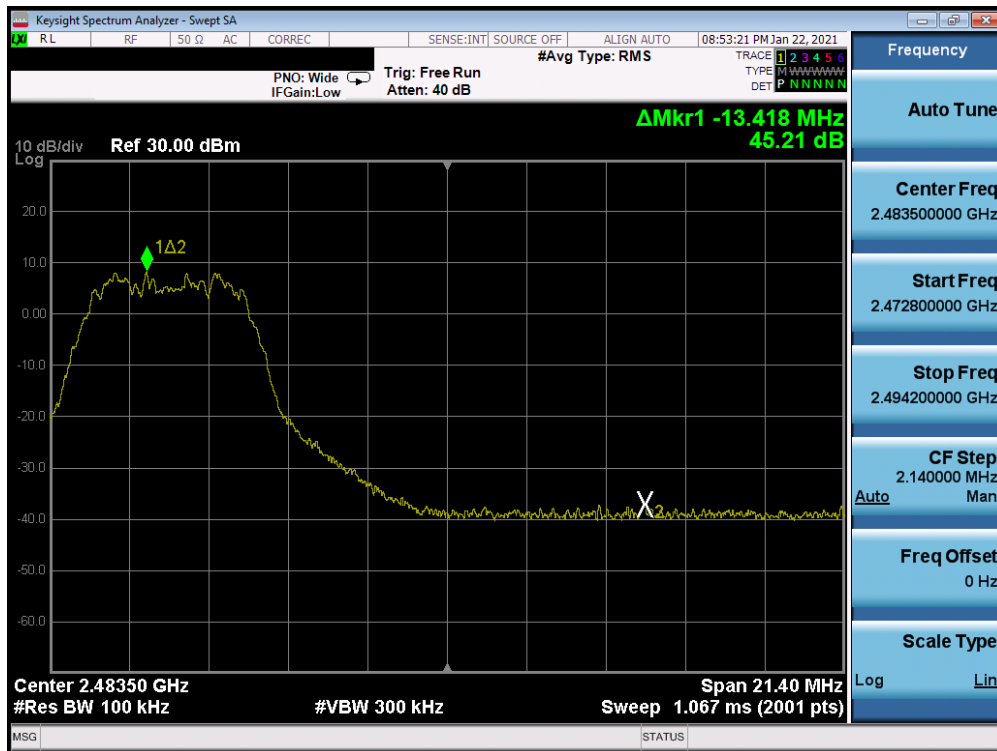 Keysight Spectrum Analyzer - Swept SA
LXI RL RF 50 Ω AC CORREC SENSE:INT SOURCE OFF ALIGN AUTO 08:53:21 PM Jan 22, 2021
#Avg Type: RMS
PNO: Wide
IFGain:Low
Trig: Free Run
Atten: 40 dB
TRACE 1 2 3 4 5 6
TYPE M WWWWW
DET P N N N N N
ΔMkr1 -13.418 MHz
45.21 dB
10 dB/div Ref 30.00 dBm
Log
20.0
10.0
0.00
-10.0
-20.0
-30.0
-40.0
-50.0
-60.0
1Δ2
X2
Center 2.48350 GHz
Span 21.40 MHz
#Res BW 100 kHz
#VBW 300 kHz
Sweep 1.067 ms (2001 pts)
MSG
STATUS
Frequency
Auto Tune
Center Freq
2.483500000 GHz
Start Freq
2.472800000 GHz
Stop Freq
2.494200000 GHz
CF Step
2.140000 MHz
Auto Man
Freq Offset
0 Hz
Scale Type
Log Lin